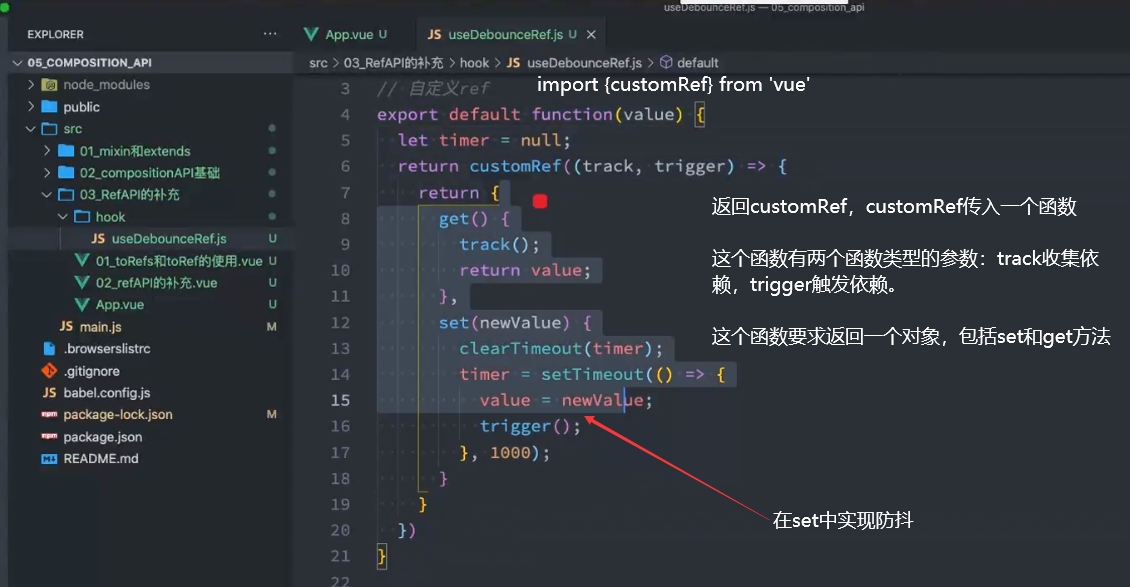 useDebounceRef.js — 05_composition_api
EXPLORER
···
App.vue U
JS useDebounceRef.js U ×
05_COMPOSITION_API
src > 03_RefAPI的补充 > hook > JS useDebounceRef.js > default
node_modules
public
src
01_mixin和extends
02_compositionAPI基础
03_RefAPI的补充
hook
JS useDebounceRef.js U
01_toRefs和toRef的使用.vue U
02_refAPI的补充.vue U
App.vue U
JS main.js M
.browserslistrc
.gitignore
JS babel.config.js
npm package-lock.json M
npm package.json
README.md
import {customRef} from 'vue'
3 // 自定义ref
4 export default function(value) {
5 let timer = null;
6 return customRef((track, trigger) => {
7 return {
8 get() {
9 track();
10 return value;
11 },
12 set(newValue) {
13 clearTimeout(timer);
14 timer = setTimeout(() => {
15 value = newValue;
16 trigger();
17 }, 1000);
18 }
19 }
20 })
21 }
22
返回customRef，customRef传入一个函数
这个函数有两个函数类型的参数：track收集依
赖，trigger触发依赖。
这个函数要求返回一个对象，包括set和get方法
在set中实现防抖